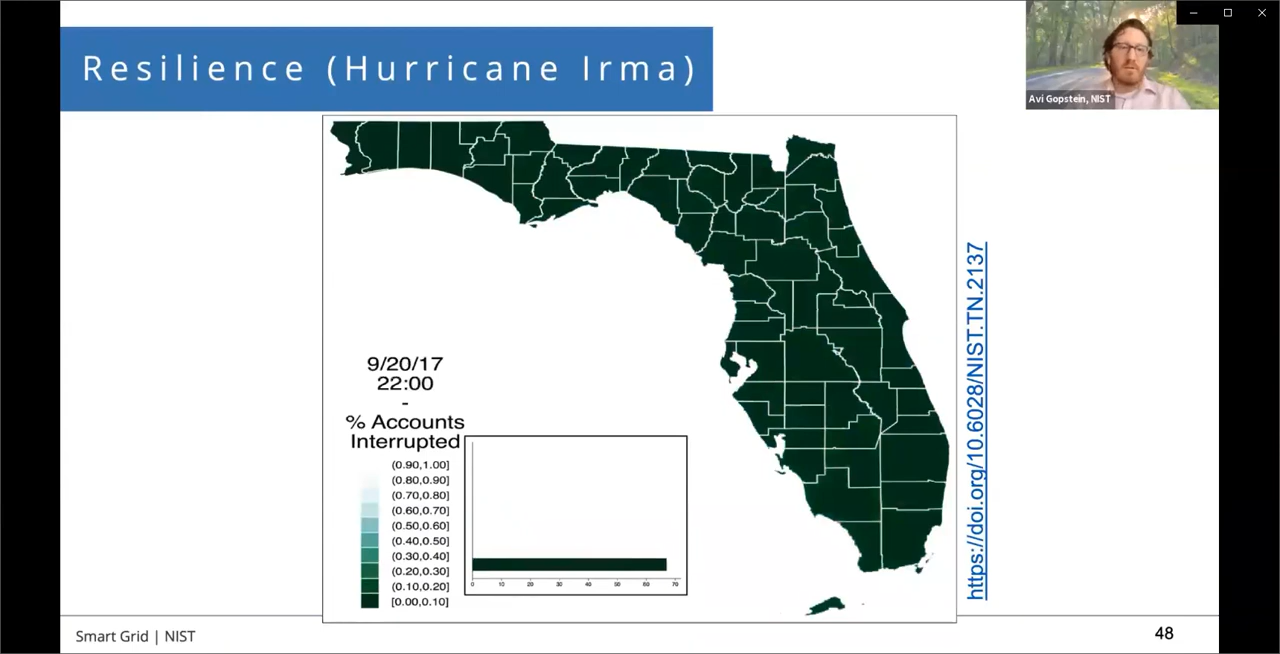 Resilience (Hurricane Irma)
Avi Gopstein, NIST
9/20/17
22:00
-
% Accounts
Interrupted
(0.90,1.00]
(0.80,0.90]
(0.70,0.80]
(0.60,0.70]
(0.50,0.60]
(0.40,0.50]
(0.30,0.40]
(0.20,0.30]
(0.10,0.20]
[0.00,0.10]
0 10 20 30 40 50 60 70
https://doi.org/10.6028/NIST.TN.2137
Smart Grid | NIST
48